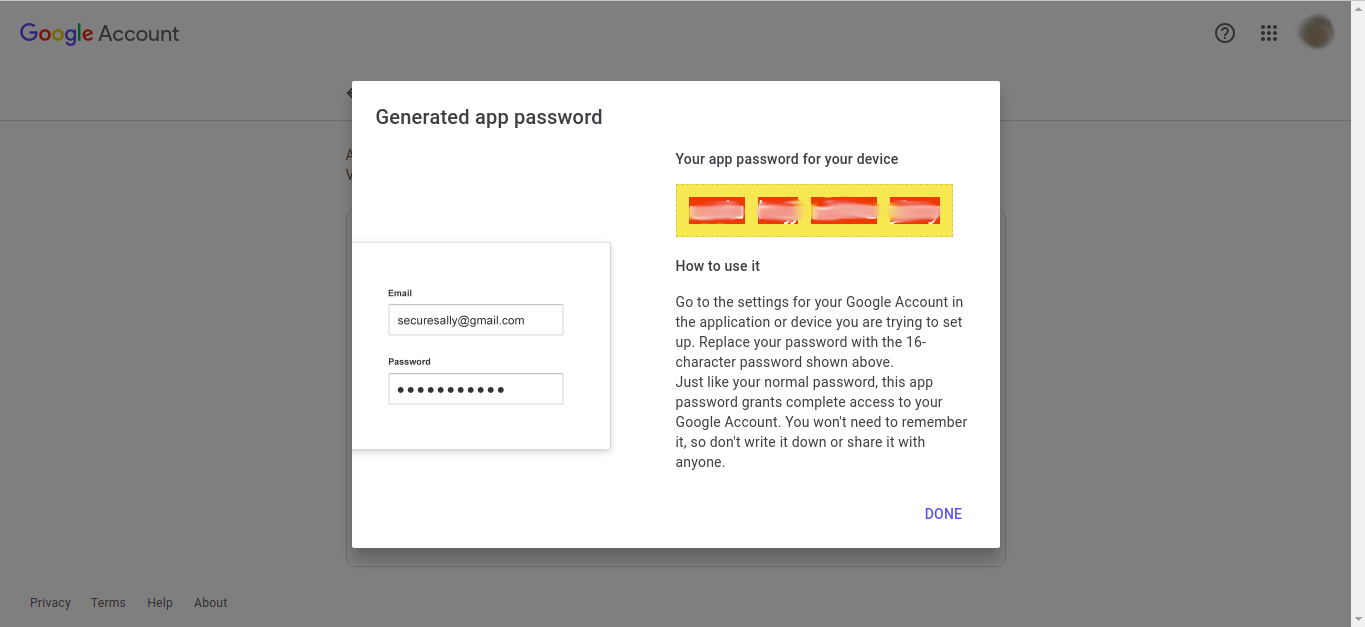 Google Account
Generated app password
Your app password for your device
How to use it
Email
securesally@gmail.com
Password
Go to the settings for your Google Account in
the application or device you are trying to set
up. Replace your password with the 16-
character password shown above.
Just like your normal password, this app
password grants complete access to your
Google Account. You won't need to remember
it, so don't write it down or share it with
anyone.
DONE
Privacy Terms Help About